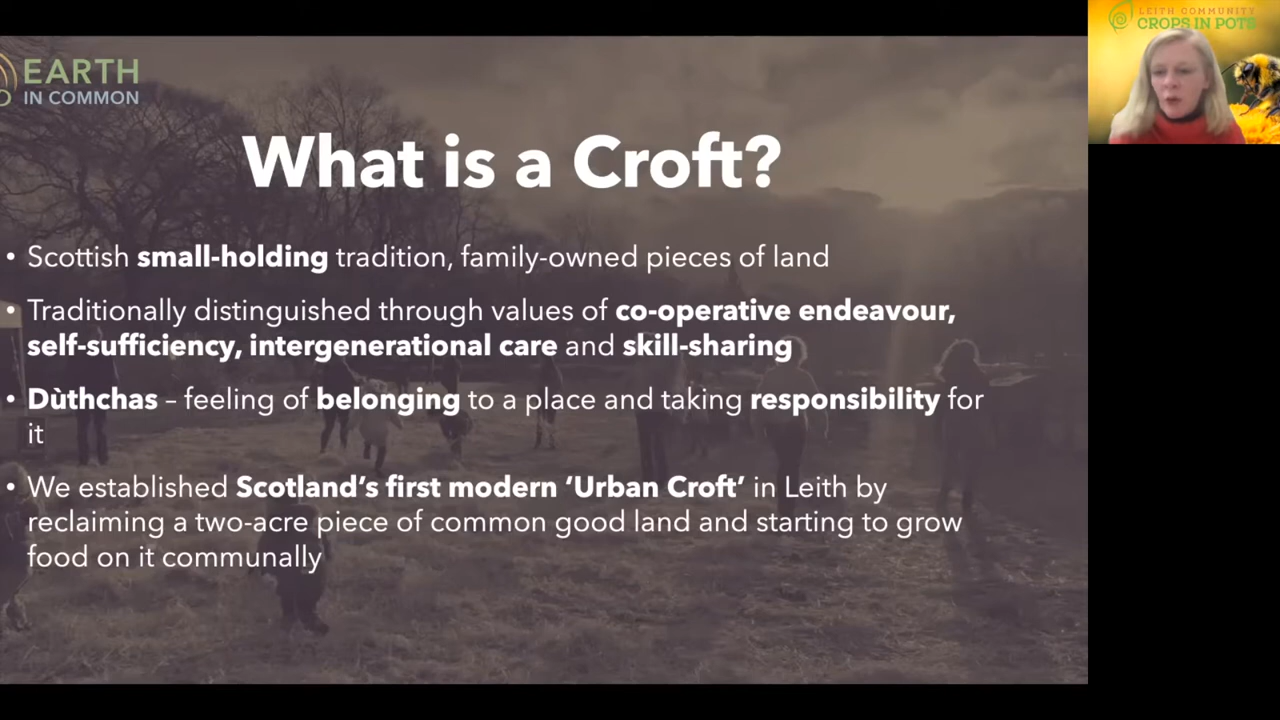 EARTH
IN COMMON
LEITH COMMUNITY
CROPS IN POTS
What is a Croft?
• Scottish small-holding tradition, family-owned pieces of land
• Traditionally distinguished through values of co-operative endeavour,
self-sufficiency, intergenerational care and skill-sharing
• Dùthchas – feeling of belonging to a place and taking responsibility for
it
• We established Scotland’s first modern ‘Urban Croft’ in Leith by
reclaiming a two-acre piece of common good land and starting to grow
food on it communally